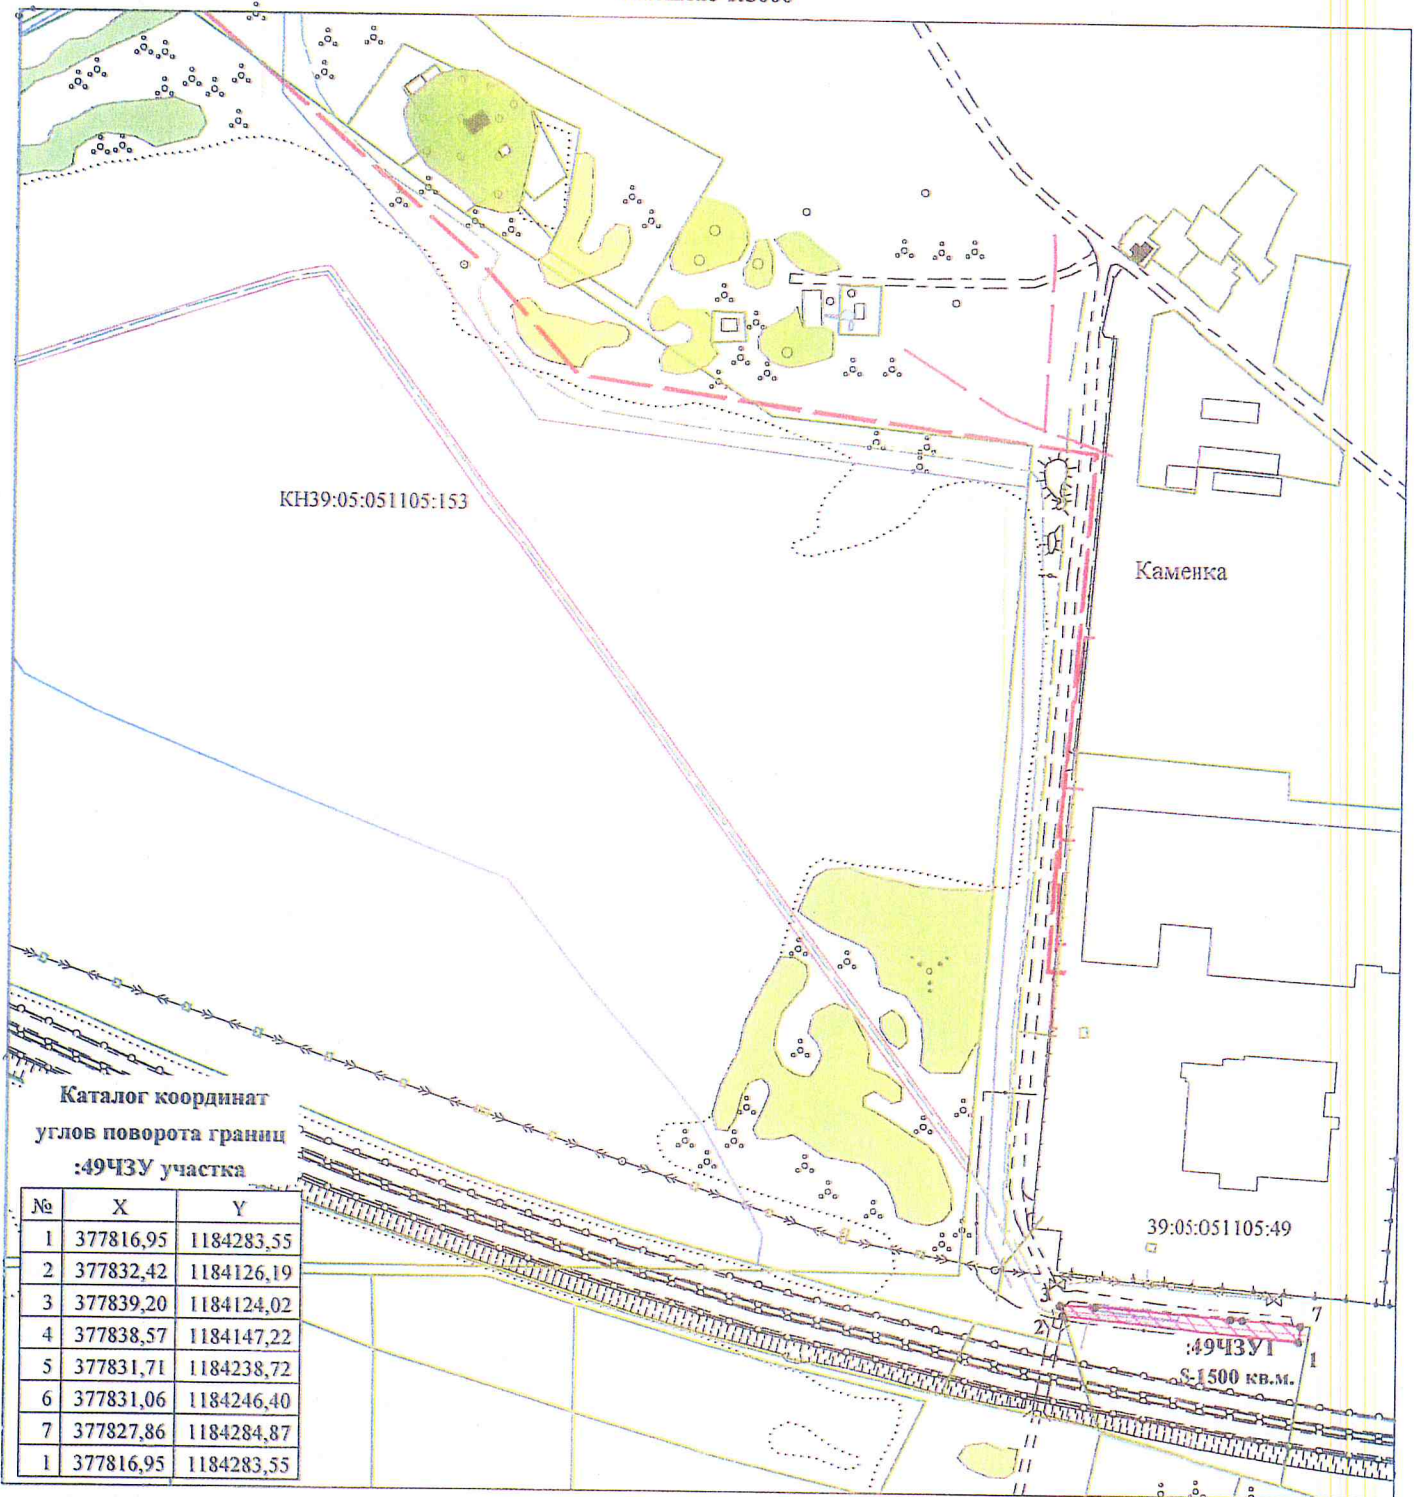 КН39:05:051105:153
Каменка
Каталог координат
углов поворота границ
:49ЧЗУ участка
№ X Y
1 377816,95 1184283,55
2 377832,42 1184126,19
3 377839,20 1184124,02
4 377838,57 1184147,22
5 377831,71 1184238,72
6 377831,06 1184246,40
7 377827,86 1184284,87
1 377816,95 1184283,55
39:05:051105:49
3
7
2
:49ЧЗУ1
1
S-1500 кв.м.